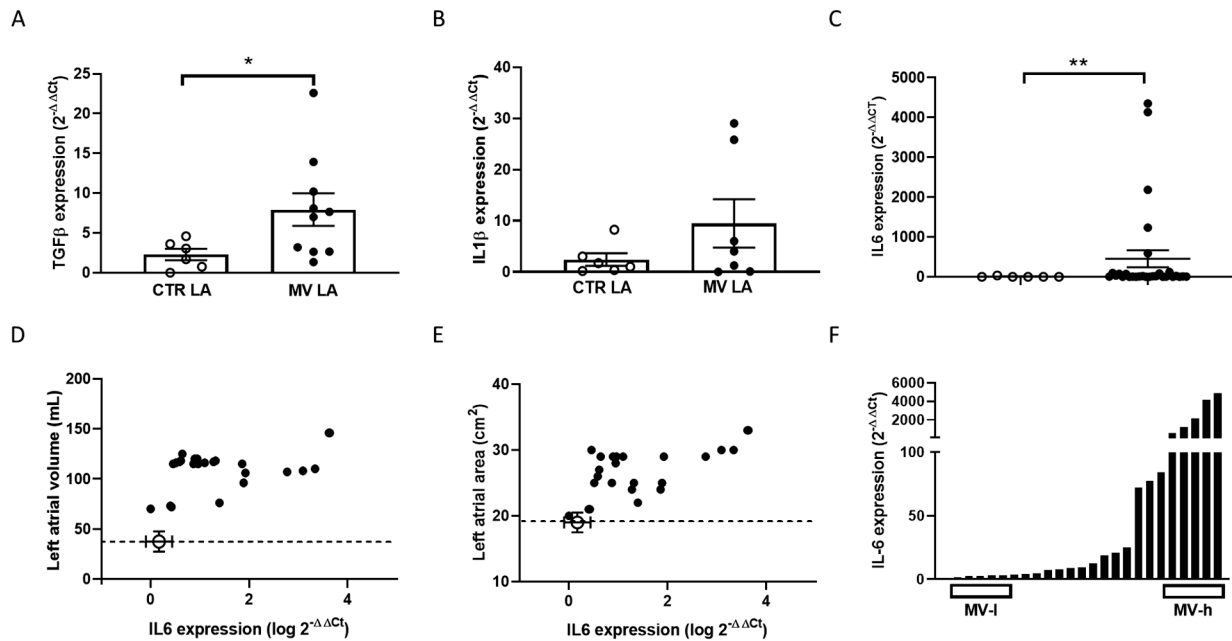 A
TGFβ expression (2^-ΔΔCt)
25
20
15
10
5
0
*
CTR LA MV LA
B
IL1β expression (2^-ΔΔCt)
40
30
20
10
0
CTR LA MV LA
C
IL6 expression (2^-ΔΔCT)
5000
4000
3000
2000
1000
0
**
D
Left atrial volume (mL)
200
150
100
50
0
0 2 4
IL6 expression (log 2^-ΔΔCt)
E
Left atrial area (cm²)
40
30
20
10
0 2 4
IL6 expression (log 2^-ΔΔCt)
F
IL-6 expression (2^-ΔΔCt)
6000
4000
2000
100
50
0
MV-l MV-h